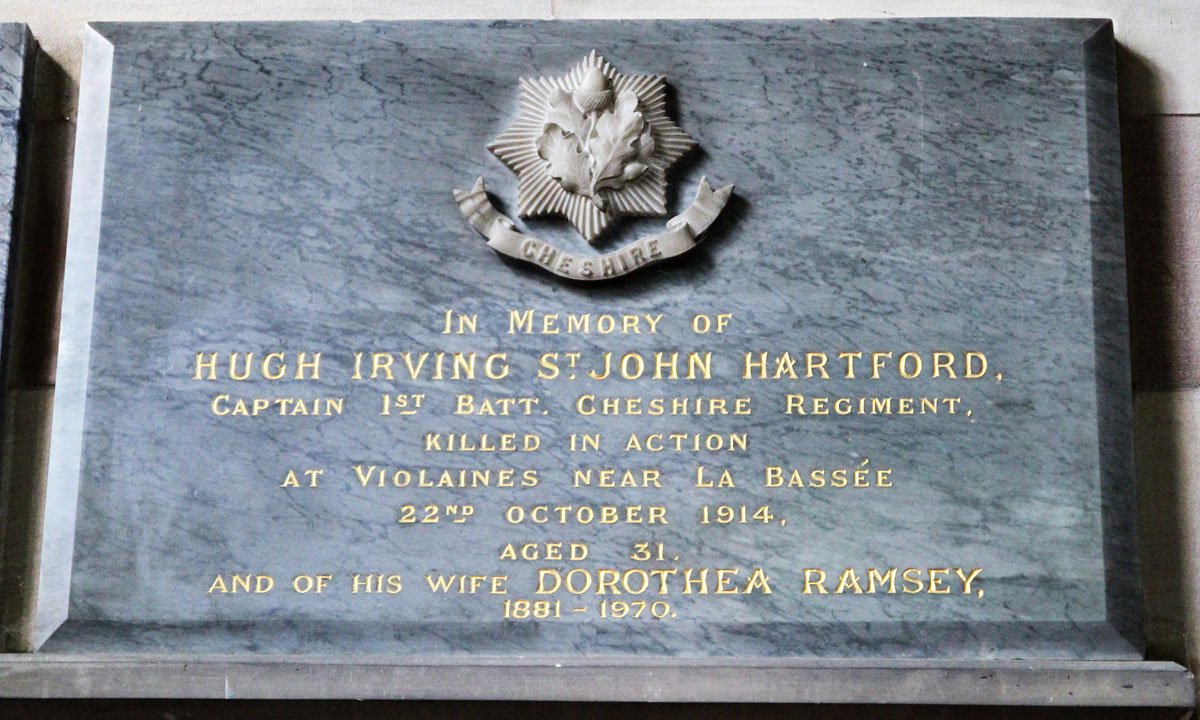 CHESHIRE
IN MEMORY OF
HUGH IRVING ST. JOHN HARTFORD,
CAPTAIN 1ST BATT. CHESHIRE REGIMENT,
KILLED IN ACTION
AT VIOLAINES NEAR LA BASSÉE
22ND OCTOBER 1914,
AGED 31.
AND OF HIS WIFE DOROTHEA RAMSEY,
1881 - 1970.